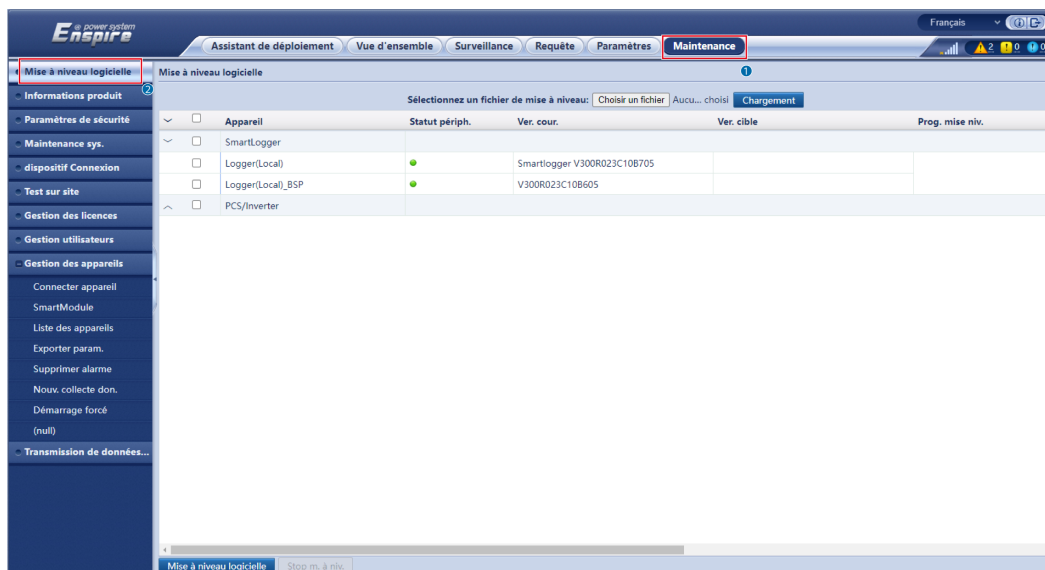 e power system
Enspire
Français
Assistant de déploiement Vue d'ensemble Surveillance Requête Paramètres Maintenance
2 0 0
Mise à niveau logicielle
2
Informations produit
Paramètres de sécurité
Maintenance sys.
dispositif Connexion
Test sur site
Gestion des licences
Gestion utilisateurs
Gestion des appareils
Connecter appareil
SmartModule
Liste des appareils
Exporter param.
Supprimer alarme
Nouv. collecte don.
Démarrage forcé
(null)
Transmission de données...
Mise à niveau logicielle 1
Sélectionnez un fichier de mise à niveau: Choisir un fichier Aucu... choisi Chargement
Appareil Statut périph. Ver. cour. Ver. cible Prog. mise niv.
SmartLogger
Logger(Local) Smartlogger V300R023C10B705
Logger(Local)_BSP V300R023C10B605
PCS/Inverter
Mise à niveau logicielle Stop m. à niv.